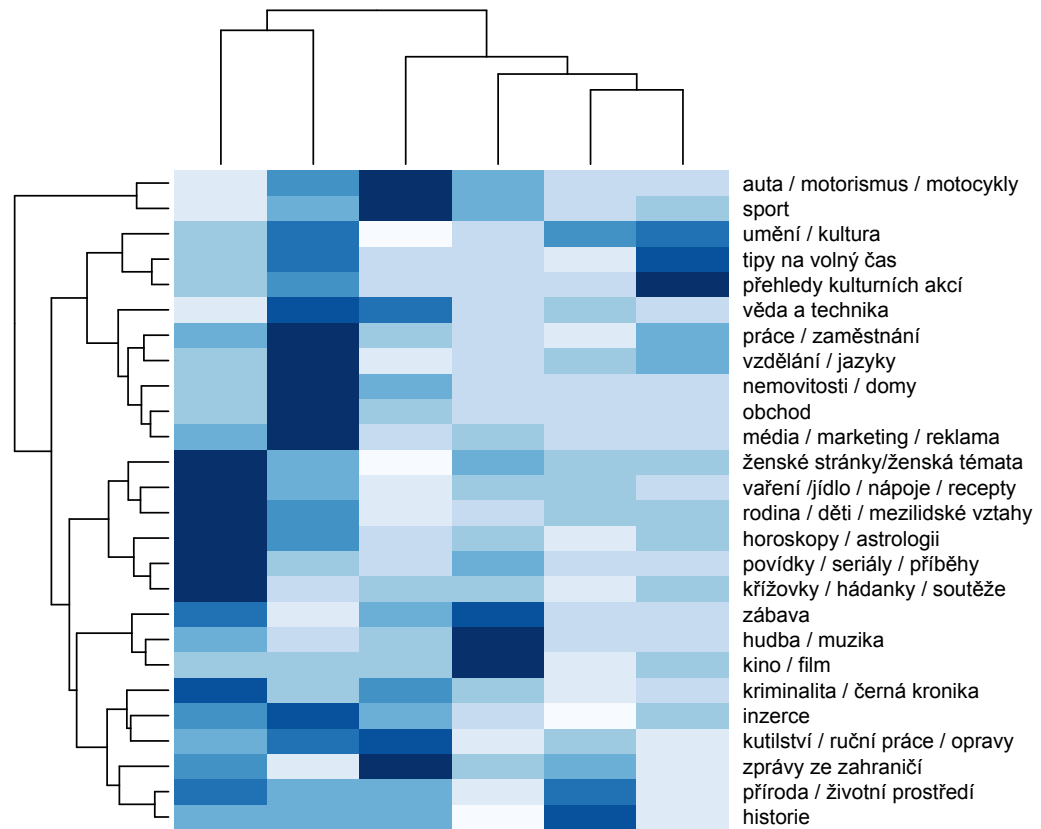 auta / motorismus / motocykly
sport
umění / kultura
tipy na volný čas
přehledy kulturních akcí
věda a technika
práce / zaměstnání
vzdělání / jazyky
nemovitosti / domy
obchod
média / marketing / reklama
ženské stránky/ženská témata
vaření /jídlo / nápoje / recepty
rodina / děti / mezilidské vztahy
horoskopy / astrologii
povídky / seriály / příběhy
křížovky / hádanky / soutěže
zábava
hudba / muzika
kino / film
kriminalita / černá kronika
inzerce
kutilství / ruční práce / opravy
zprávy ze zahraničí
příroda / životní prostředí
historie